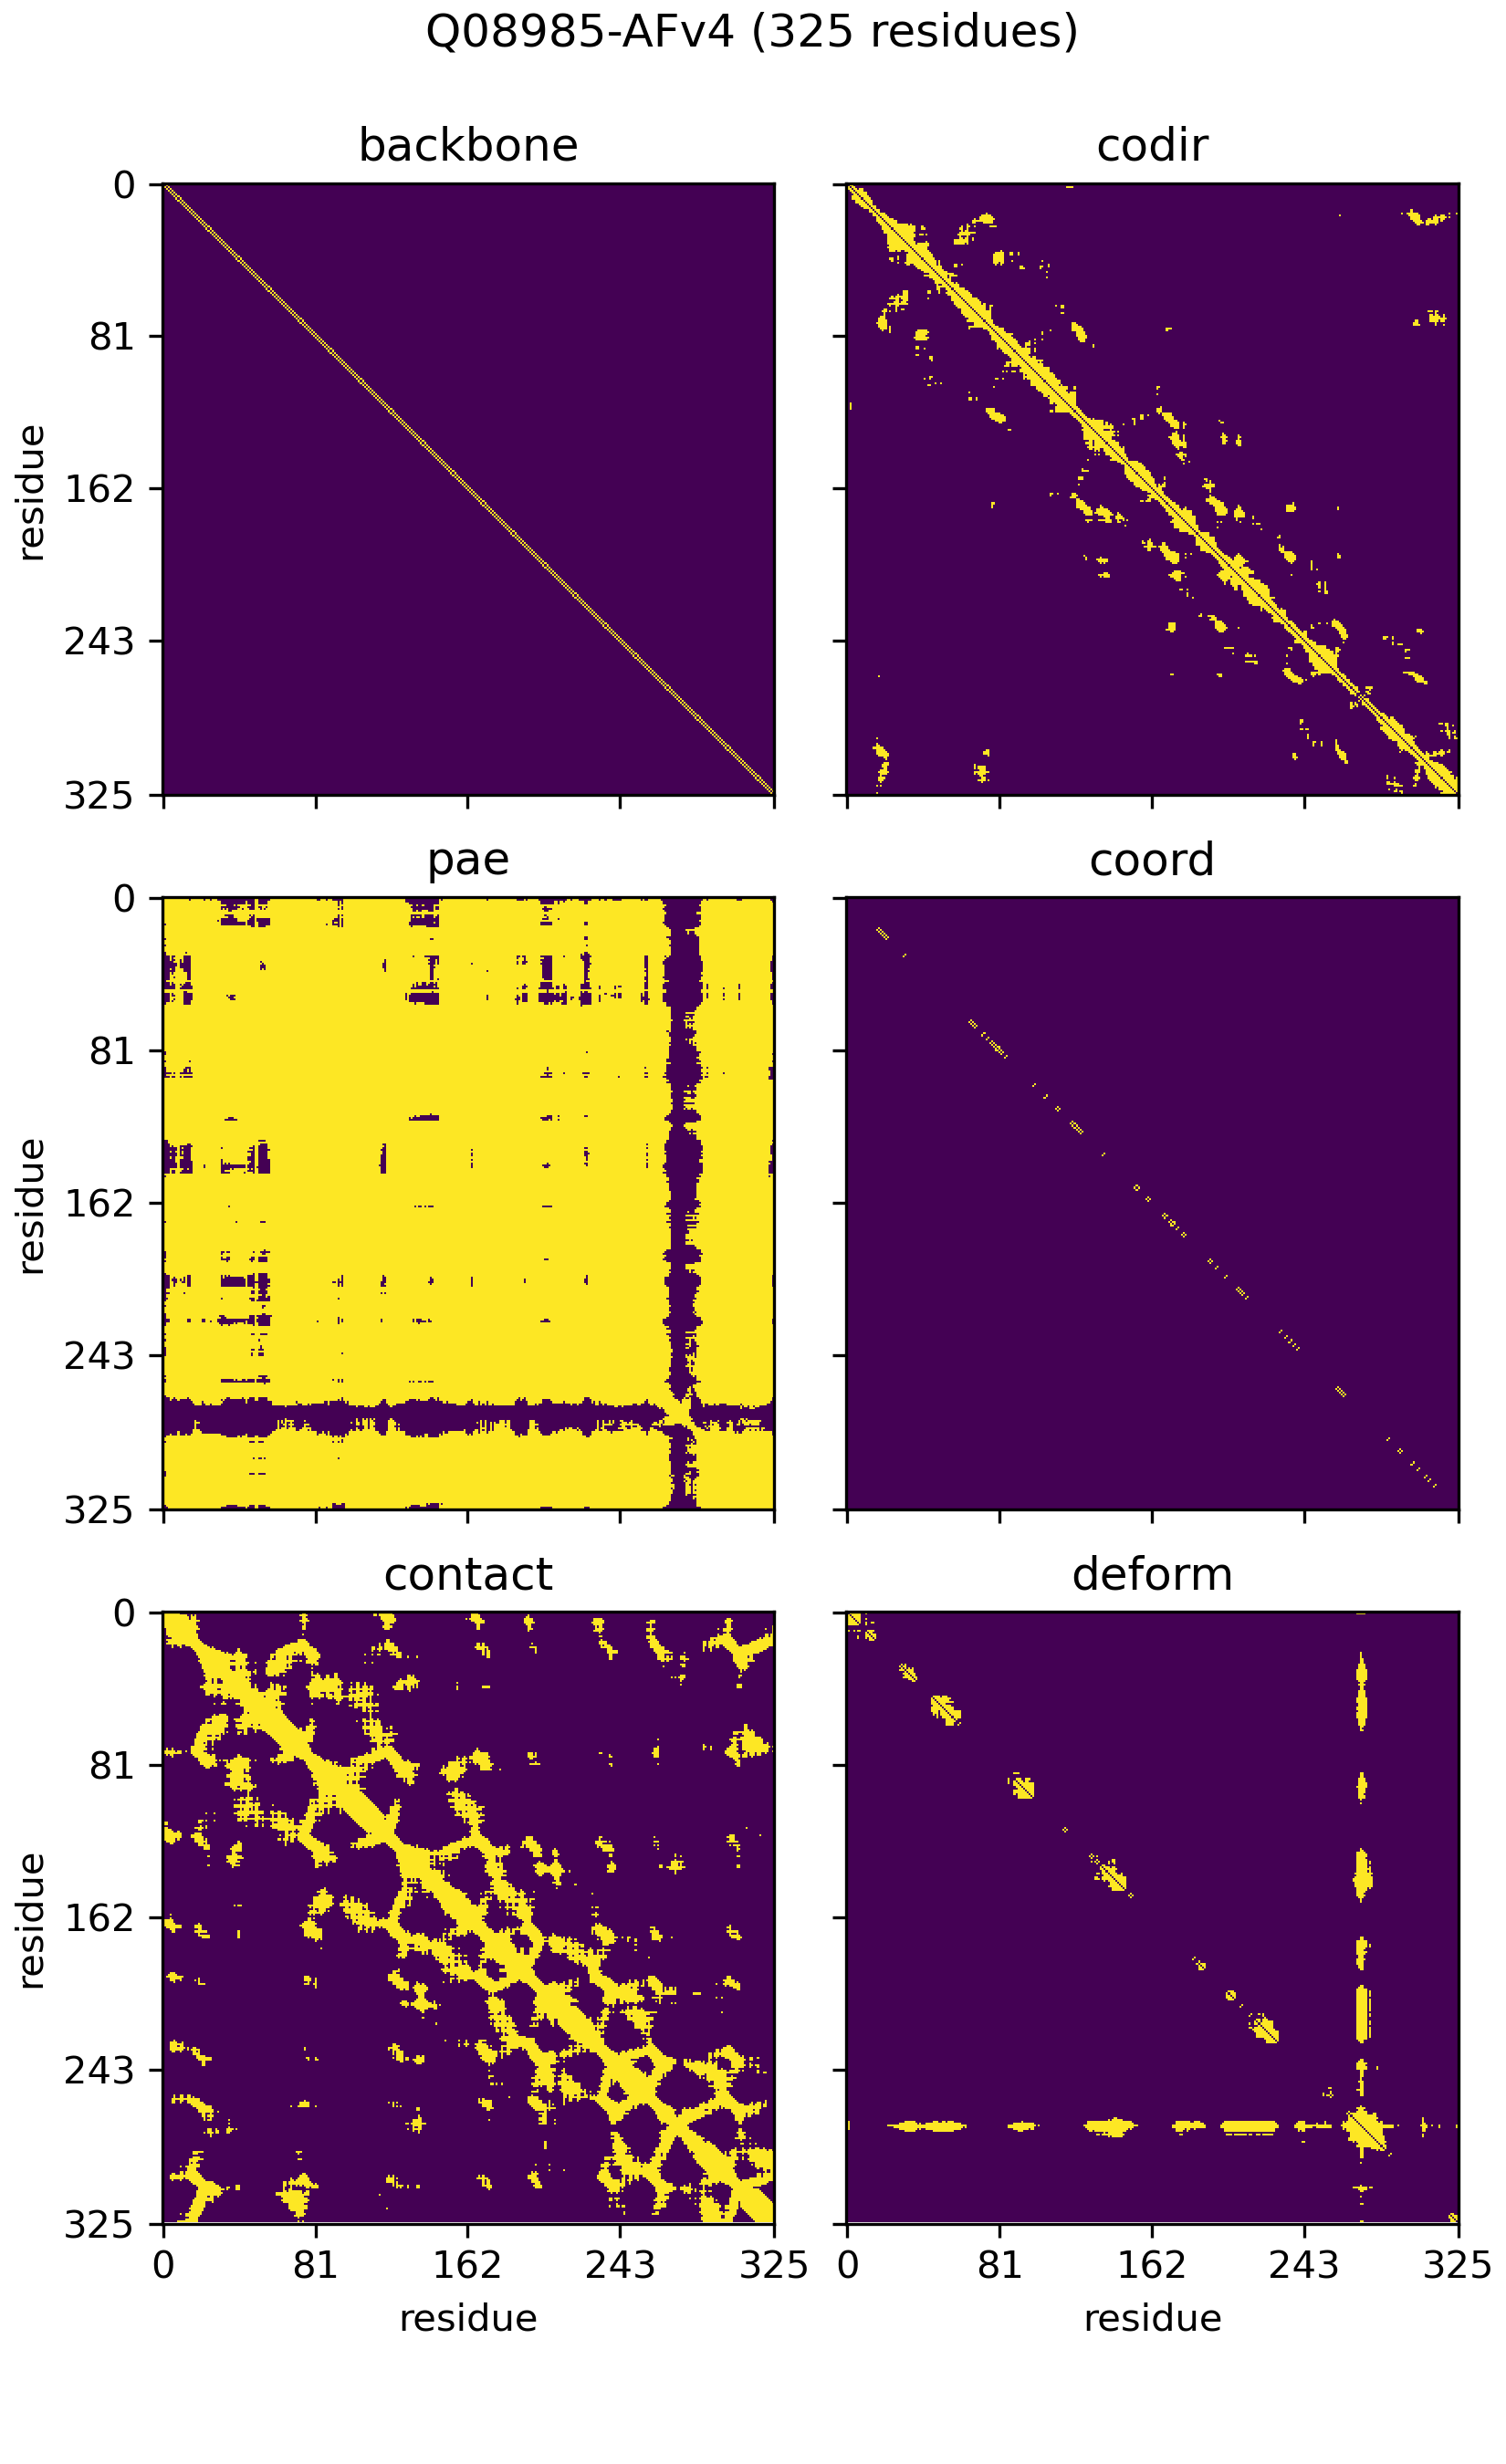 Q08985-AFv4 (325 residues)
backbone
codir
0
81
162
243
325
residue
pae
coord
0
81
162
243
325
residue
contact
deform
0
81
162
243
325
residue
0 81 162 243 325
0 81 162 243 325
residue
residue